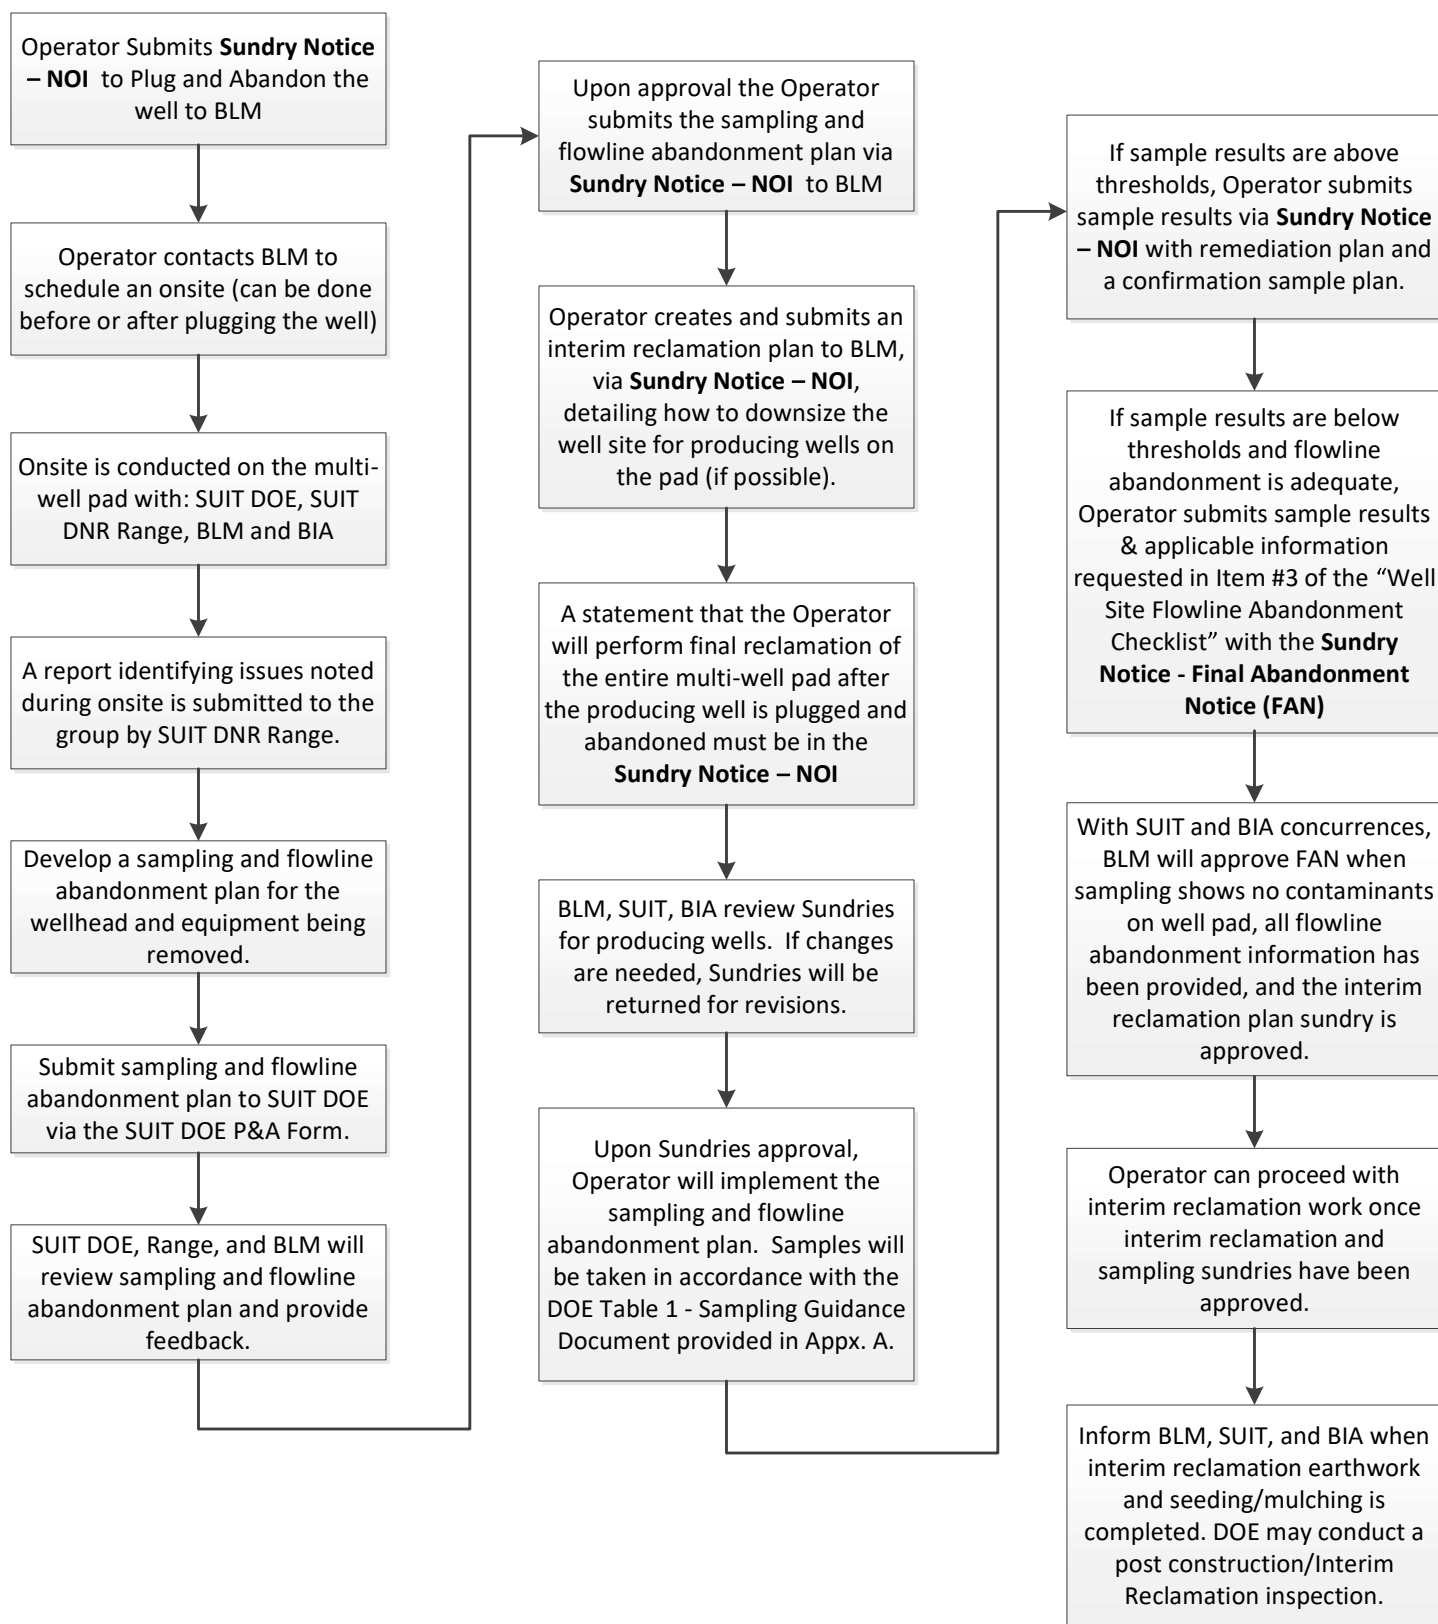 Operator Submits Sundry Notice
– NOI to Plug and Abandon the
well to BLM
Operator contacts BLM to
schedule an onsite (can be done
before or after plugging the well)
Onsite is conducted on the multi-
well pad with: SUIT DOE, SUIT
DNR Range, BLM and BIA
A report identifying issues noted
during onsite is submitted to the
group by SUIT DNR Range.
Develop a sampling and flowline
abandonment plan for the
wellhead and equipment being
removed.
Submit sampling and flowline
abandonment plan to SUIT DOE
via the SUIT DOE P&A Form.
SUIT DOE, Range, and BLM will
review sampling and flowline
abandonment plan and provide
feedback.
Upon approval the Operator
submits the sampling and
flowline abandonment plan via
Sundry Notice – NOI to BLM
Operator creates and submits an
interim reclamation plan to BLM,
via Sundry Notice – NOI,
detailing how to downsize the
well site for producing wells on
the pad (if possible).
A statement that the Operator
will perform final reclamation of
the entire multi-well pad after
the producing well is plugged and
abandoned must be in the
Sundry Notice – NOI
BLM, SUIT, BIA review Sundries
for producing wells. If changes
are needed, Sundries will be
returned for revisions.
Upon Sundries approval,
Operator will implement the
sampling and flowline
abandonment plan. Samples will
be taken in accordance with the
DOE Table 1 - Sampling Guidance
Document provided in Appx. A.
If sample results are above
thresholds, Operator submits
sample results via Sundry Notice
– NOI with remediation plan and
a confirmation sample plan.
If sample results are below
thresholds and flowline
abandonment is adequate,
Operator submits sample results
& applicable information
requested in Item #3 of the “Well
Site Flowline Abandonment
Checklist” with the Sundry
Notice - Final Abandonment
Notice (FAN)
With SUIT and BIA concurrences,
BLM will approve FAN when
sampling shows no contaminants
on well pad, all flowline
abandonment information has
been provided, and the interim
reclamation plan sundry is
approved.
Operator can proceed with
interim reclamation work once
interim reclamation and
sampling sundries have been
approved.
Inform BLM, SUIT, and BIA when
interim reclamation earthwork
and seeding/mulching is
completed. DOE may conduct a
post construction/Interim
Reclamation inspection.